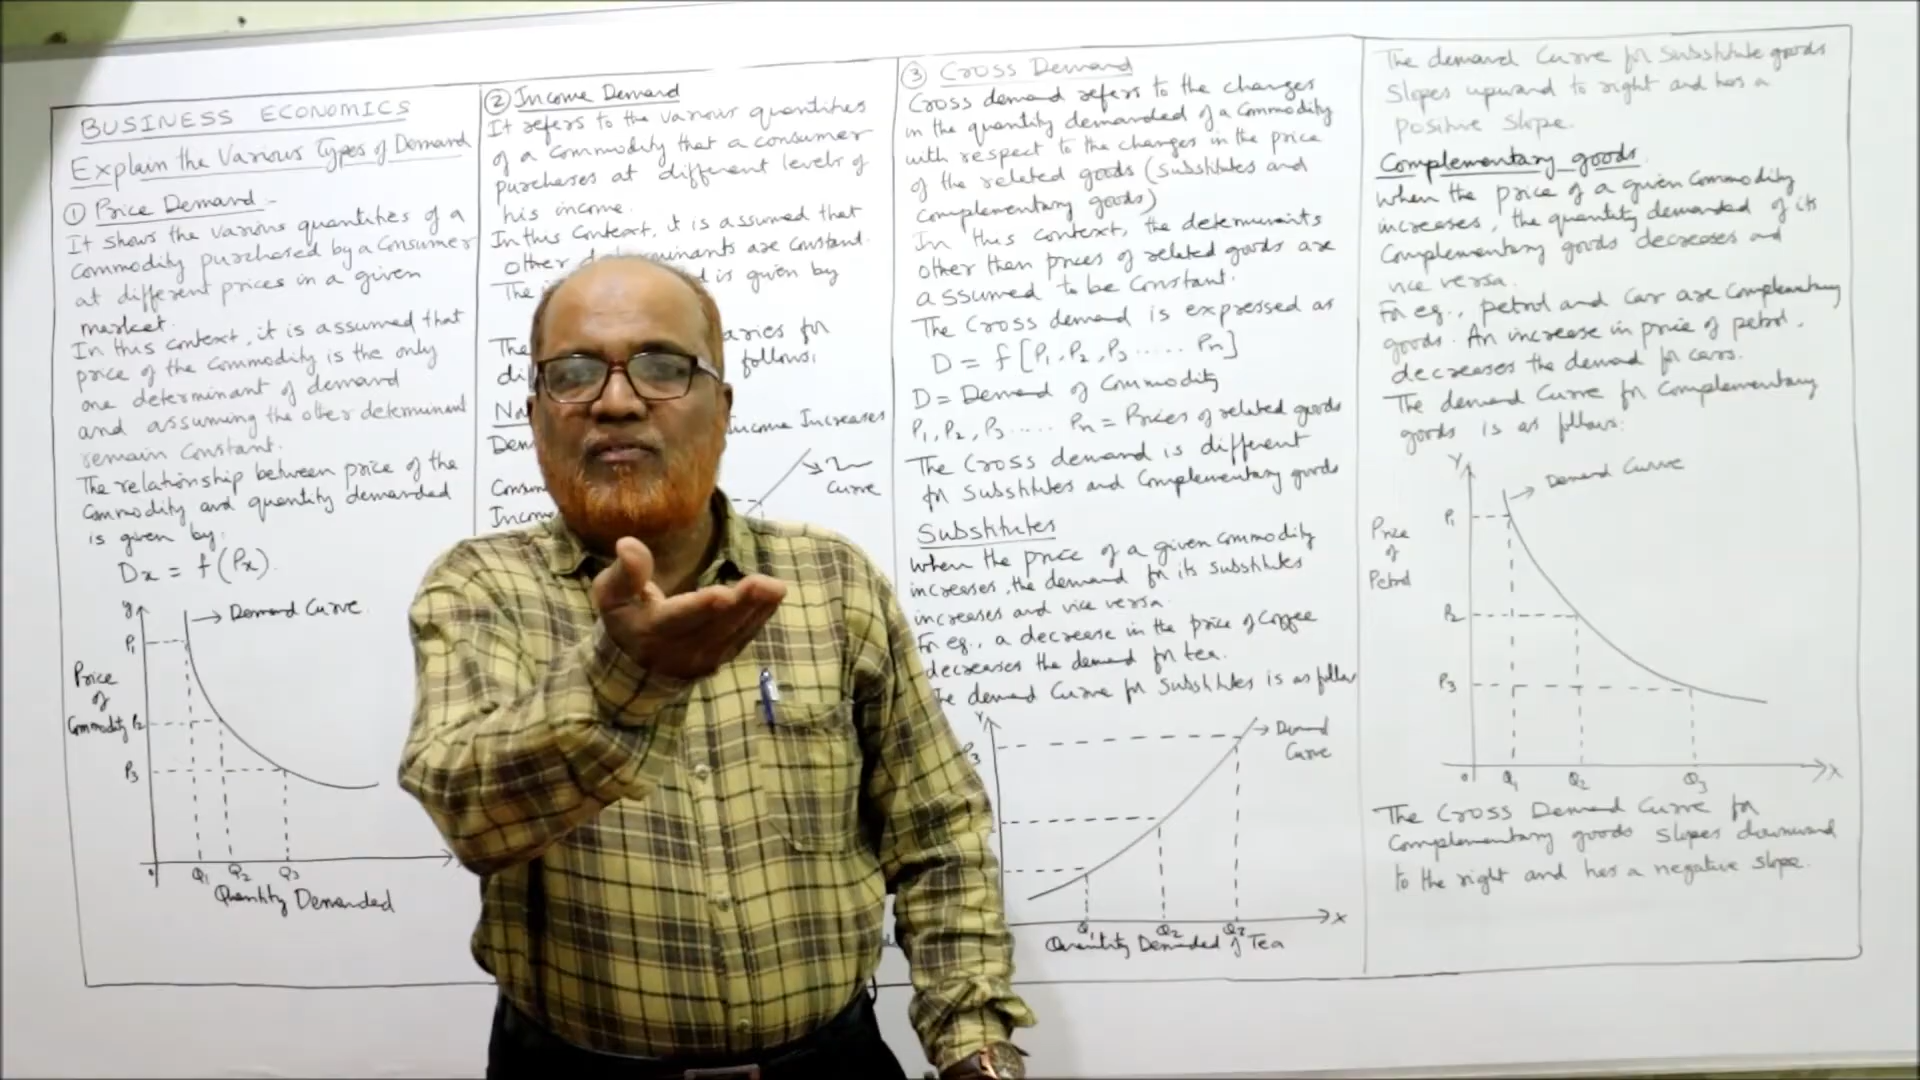 BUSINESS ECONOMICS
Explain the Various Types of Demand
① Price Demand -
It shows the various quantities of a
Commodity purchased by a Consumer
at different prices in a given
market.
In this context, it is assumed that
price of the Commodity is the only
one determinant of demand
and assuming the other determinant
remain Constant.
The relationship between price of the
Commodity and quantity demanded
is given by.
Dx = f(Px).
y
Demand Curve
P1
Price
of
Commodity P2
P3
0 Q1 Q2 Q3
Quantity Demanded
② Income Demand
It refers to the various quantities
of a Commodity that a consumer
purchases at different levels of
his income.
In this Context, it is assumed that
other determinants are constant.
The is given by
The aries for
follows.
Income Increases
Curve
③ Cross Demand
Cross demand refers to the changes
in the quantity demanded of a Commodity
with respect to the changes in the price
of the related goods (Substitutes and
Complementary goods)
In this context, the determinants
other than prices of related goods are
assumed to be Constant.
The Cross demand is expressed as
D = f [P1, P2, P3 ..... Pn]
D = Demand of Commodity
P1, P2, P3 ..... Pn = Prices of related goods
The Cross demand is different
for Substitutes and Complementary goods
Substitutes
When the price of a given Commodity
increases, the demand for its substitutes
increases and vice versa.
For eg., a decrease in the price of Coffee
decreases the demand for tea.
demand Curve for Substitutes is as follow
Y
Demand
Curve
P3
Q1 Q2 Q3
X
Quantity Demanded of Tea
The demand Curve for Substitute goods
Slopes upward to right and has a
positive slope.
Complementary goods.
When the price of a given Commodity
increases, the quantity demanded of its
Complementary goods decreases and
vice versa.
For eg., petrol and Car are Complementary
goods. An increase in price of petrol,
decreases the demand for cars.
The demand Curve for Complementary
goods is as follows:
Y
Demand Curve
P1
Price
of
Petrol
P2
P3
0 Q1 Q2 Q3 X
The Cross Demand Curve for
Complementary goods slopes downward
to the right and has a negative slope.